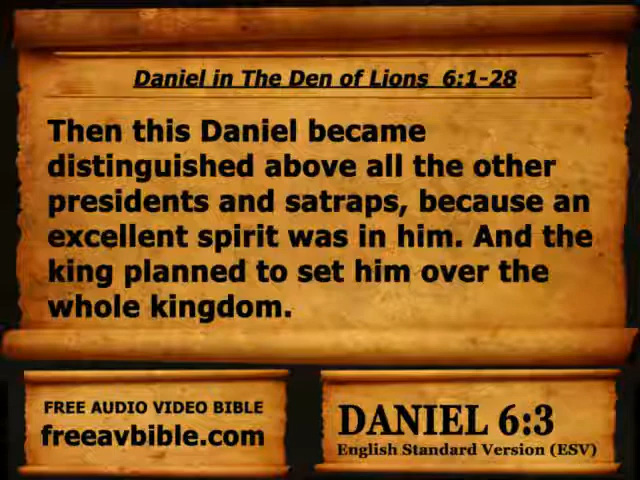 Daniel in The Den of Lions 6:1-28
Then this Daniel became
distinguished above all the other
presidents and satraps, because an
excellent spirit was in him. And the
king planned to set him over the
whole kingdom.
FREE AUDIO VIDEO BIBLE
freeavbible.com
DANIEL 6:3
English Standard Version (ESV)